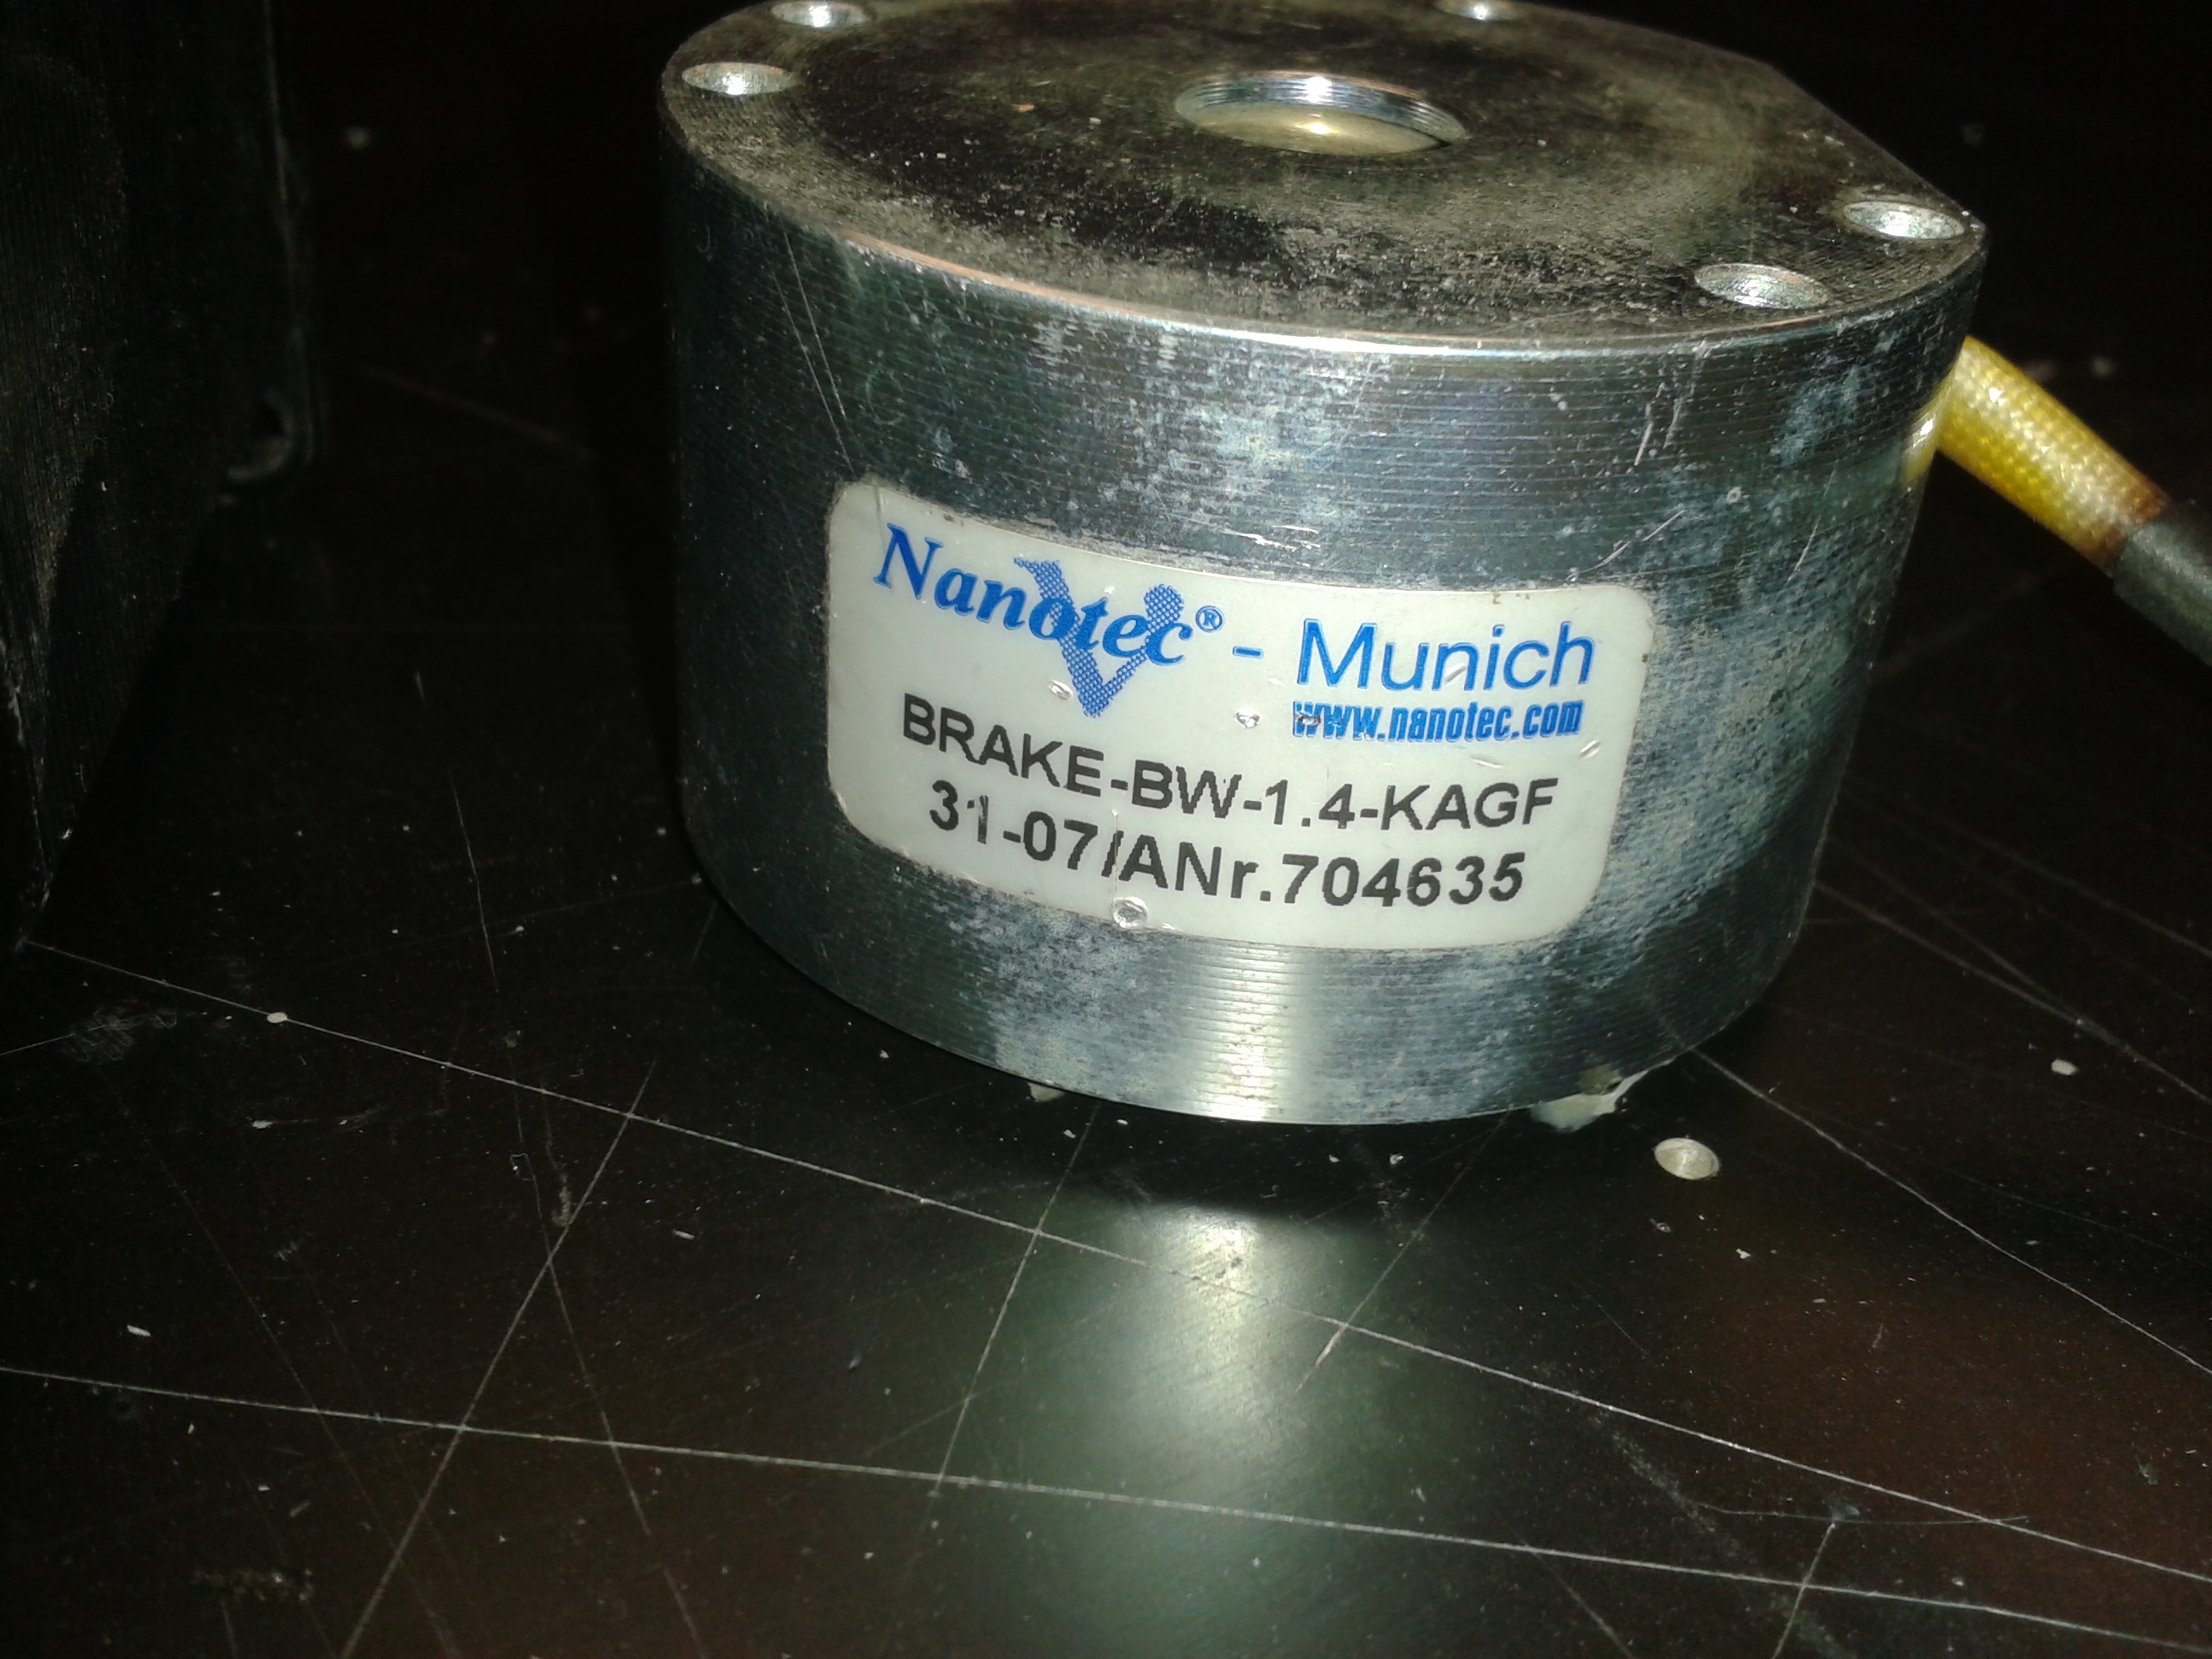 Nanotec® - Munich
www.nanotec.com
BRAKE-BW-1.4-KAGF
31-07/ANr.704635